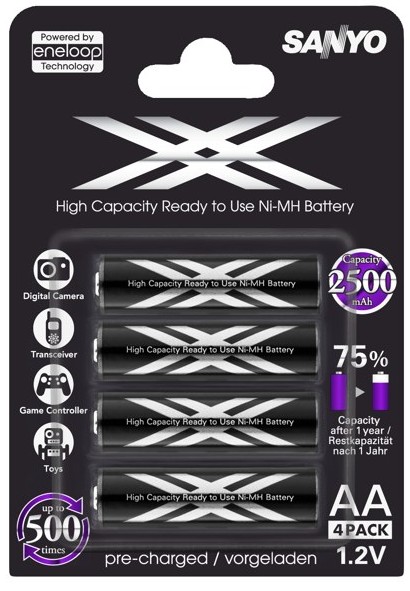 Powered by
eneloop
Technology
SANYO
High Capacity Ready to Use Ni-MH Battery
Digital Camera
Transceiver
Game Controller
Toys
High Capacity Ready to Use Ni-MH Battery
High Capacity Ready to Use Ni-MH Battery
High Capacity Ready to Use Ni-MH Battery
High Capacity Ready to Use Ni-MH Battery
Capacity
2500
mAh
75%
Capacity
after 1 year /
Restkapazität
nach 1 Jahr
up to
500
times
AA
4 PACK
1.2V
pre-charged / vorgeladen